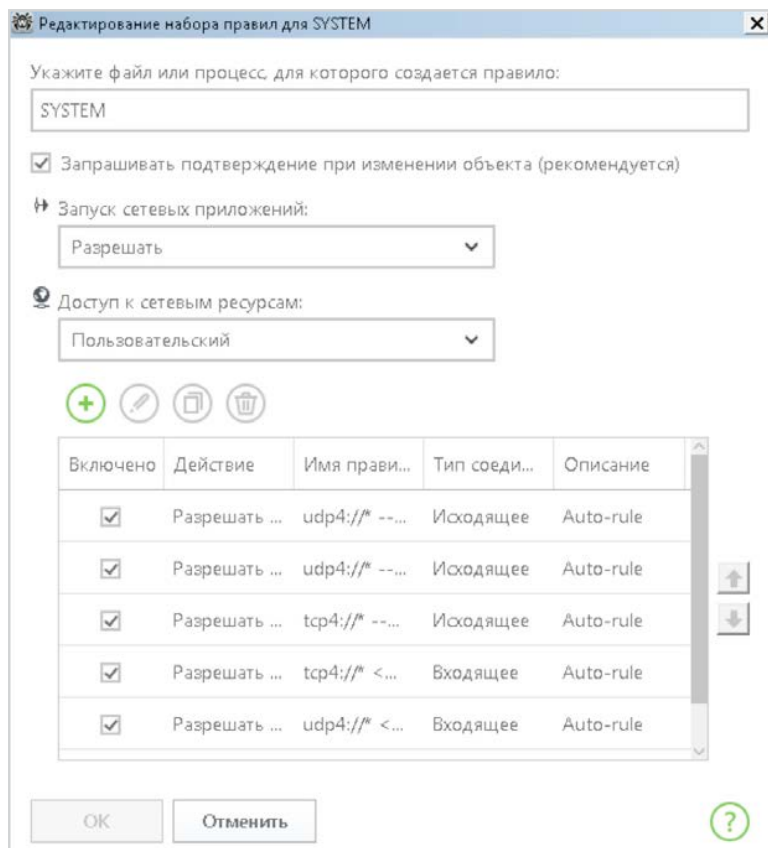 Редактирование набора правил для SYSTEM
Укажите файл или процесс, для которого создается правило:
SYSTEM
Запрашивать подтверждение при изменении объекта (рекомендуется)
Запуск сетевых приложений:
Разрешать
Доступ к сетевым ресурсам:
Пользовательский
Включено Действие Имя прави... Тип соеди... Описание
Разрешать ... udp4://* --... Исходящее Auto-rule
Разрешать ... udp4://* --... Исходящее Auto-rule
Разрешать ... tcp4://* --... Исходящее Auto-rule
Разрешать ... tcp4://* <... Входящее Auto-rule
Разрешать ... udp4://* <... Входящее Auto-rule
OK Отменить ?